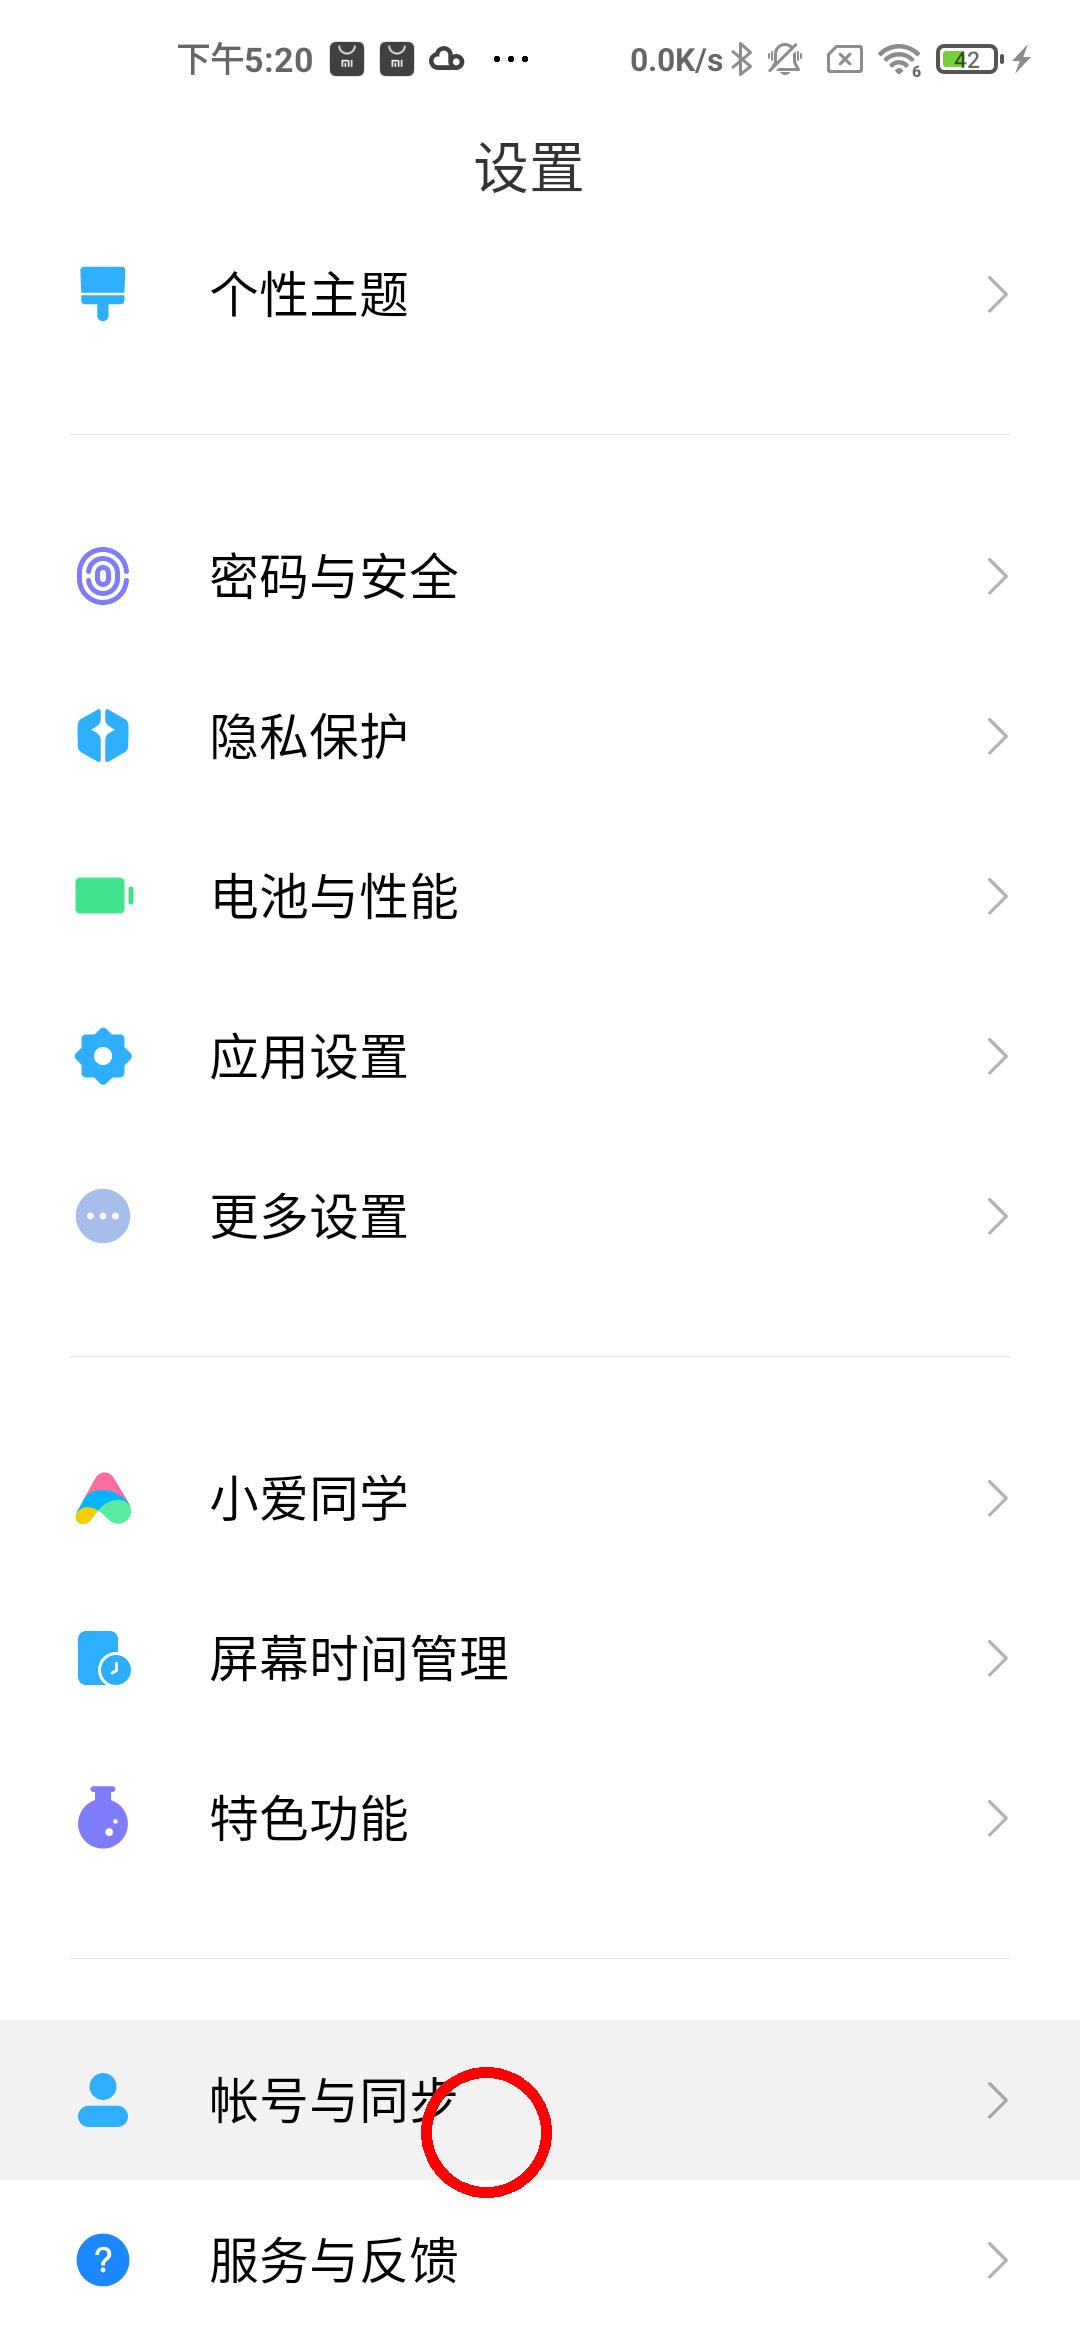 下午5:20 0.0K/s 6 42
设置
个性主题
密码与安全
隐私保护
电池与性能
应用设置
更多设置
小爱同学
屏幕时间管理
特色功能
帐号与同步
服务与反馈